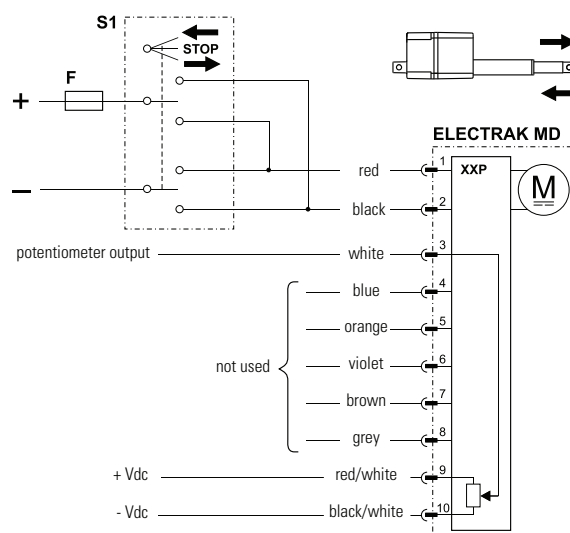 S1
STOP
F
+
−
ELECTRAK MD
XXP
M
red 1
black 2
potentiometer output white 3
blue 4
orange 5
not used violet 6
brown 7
grey 8
+ Vdc red/white 9
- Vdc black/white 10